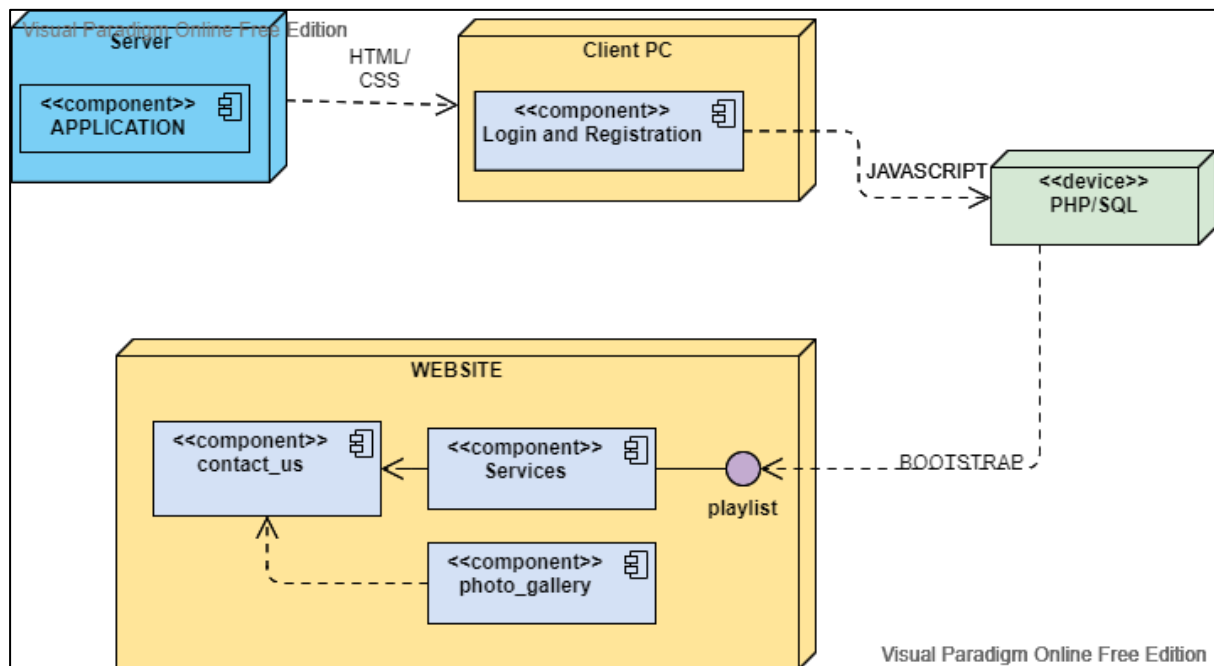 Visual Paradigm Online Free Edition
Server
<<component>>
APPLICATION
HTML/
CSS
Client PC
<<component>>
Login and Registration
JAVASCRIPT
<<device>>
PHP/SQL
WEBSITE
<<component>>
contact_us
<<component>>
Services
playlist
BOOTSTRAP
<<component>>
photo_gallery
Visual Paradigm Online Free Edition